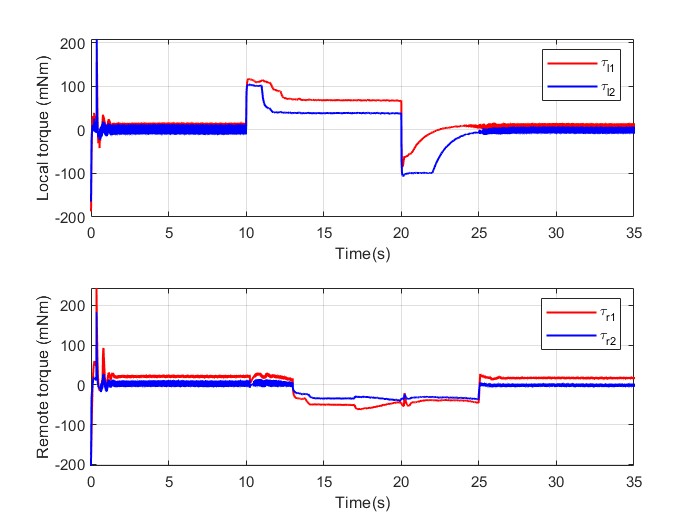 Local torque (mNm)
200
100
0
-100
-200
0 5 10 15 20 25 30 35
Time(s)
τl1
τl2
Remote torque (mNm)
200
100
0
-100
-200
0 5 10 15 20 25 30 35
Time(s)
τr1
τr2